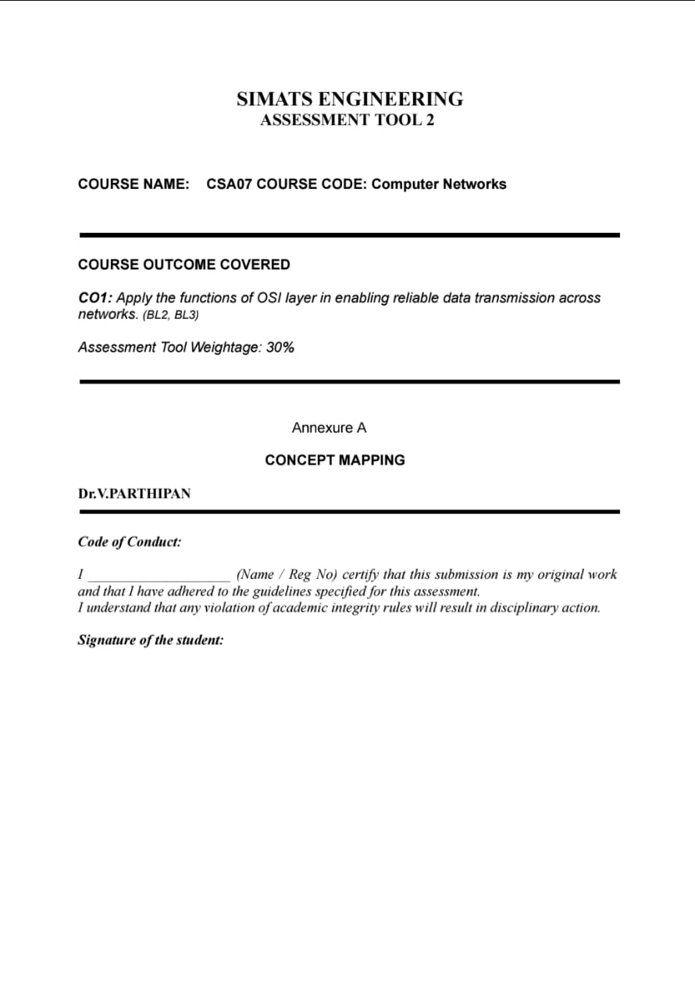 SIMATS ENGINEERING
ASSESSMENT TOOL 2
COURSE NAME: CSA07 COURSE CODE: Computer Networks
COURSE OUTCOME COVERED
CO1: Apply the functions of OSI layer in enabling reliable data transmission across
networks. (BL2, BL3)
Assessment Tool Weightage: 30%
Annexure A
CONCEPT MAPPING
Dr.V.PARTHIPAN
Code of Conduct:
I ____________________ (Name / Reg No) certify that this submission is my original work
and that I have adhered to the guidelines specified for this assessment.
I understand that any violation of academic integrity rules will result in disciplinary action.
Signature of the student: